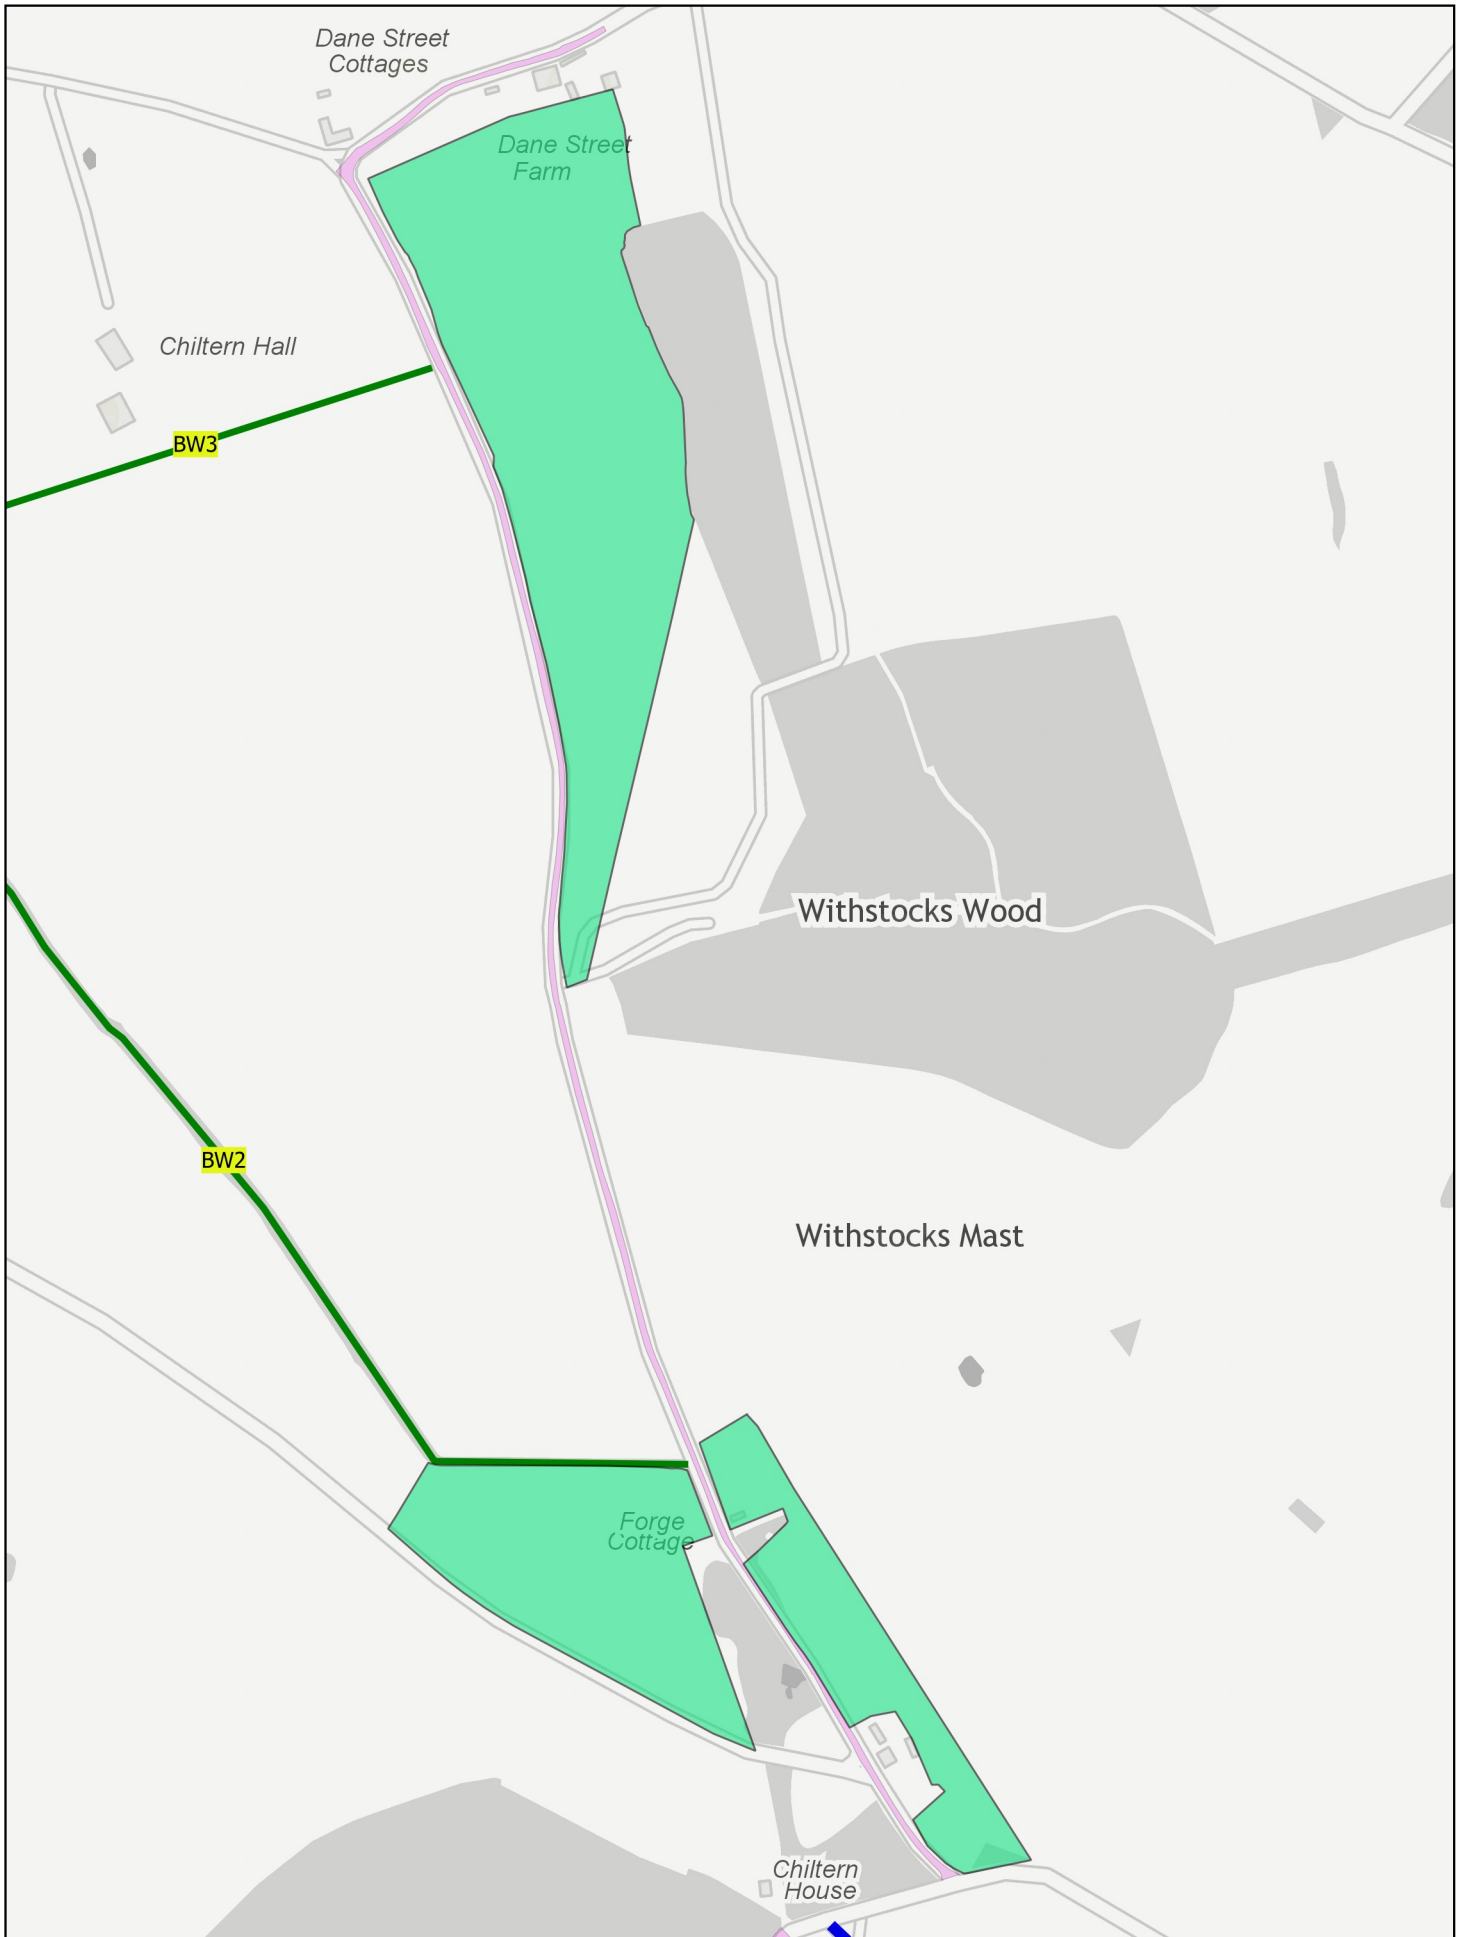 Dane Street
Cottages
Dane Street
Farm
Chiltern Hall
BW3
Withstocks Wood
BW2
Withstocks Mast
Forge
Cottage
Chiltern
House